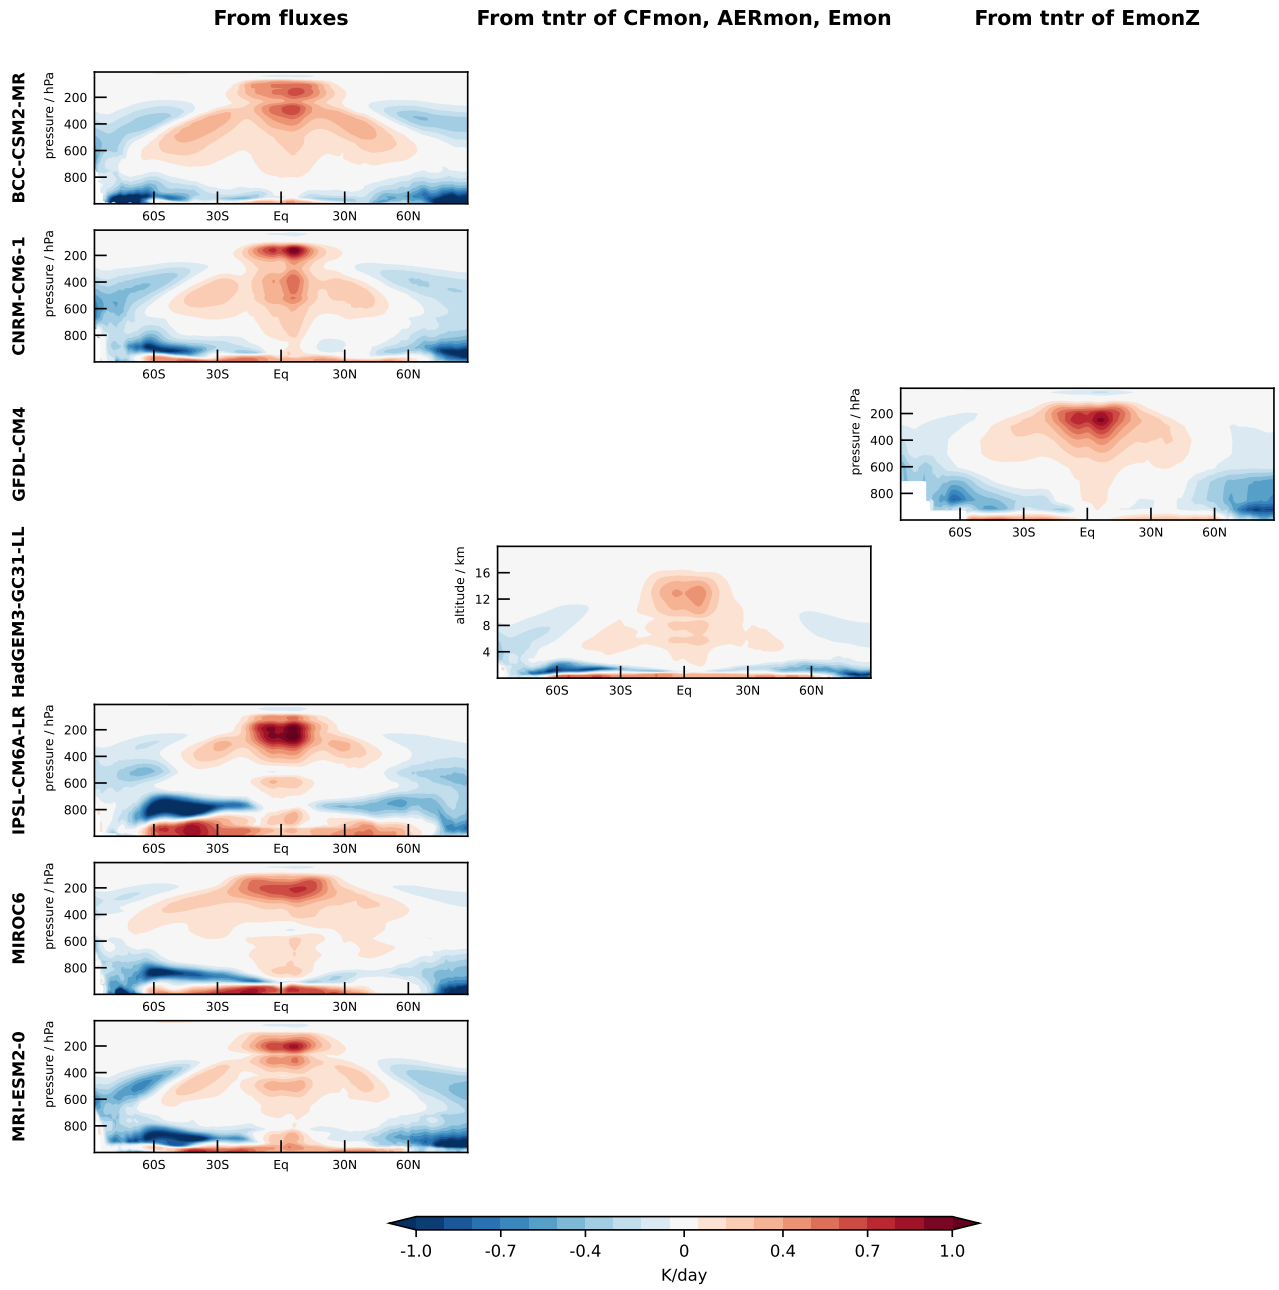 From fluxes
From tntr of CFmon, AERmon, Emon
From tntr of EmonZ
BCC-CSM2-MR
pressure / hPa
200
400
600
800
60S 30S Eq 30N 60N
CNRM-CM6-1
pressure / hPa
200
400
600
800
60S 30S Eq 30N 60N
GFDL-CM4
pressure / hPa
200
400
600
800
60S 30S Eq 30N 60N
HadGEM3-GC31-LL
altitude / km
16
12
8
4
60S 30S Eq 30N 60N
IPSL-CM6A-LR
pressure / hPa
200
400
600
800
60S 30S Eq 30N 60N
MIROC6
pressure / hPa
200
400
600
800
60S 30S Eq 30N 60N
MRI-ESM2-0
pressure / hPa
200
400
600
800
60S 30S Eq 30N 60N
-1.0 -0.7 -0.4 0 0.4 0.7 1.0
K/day